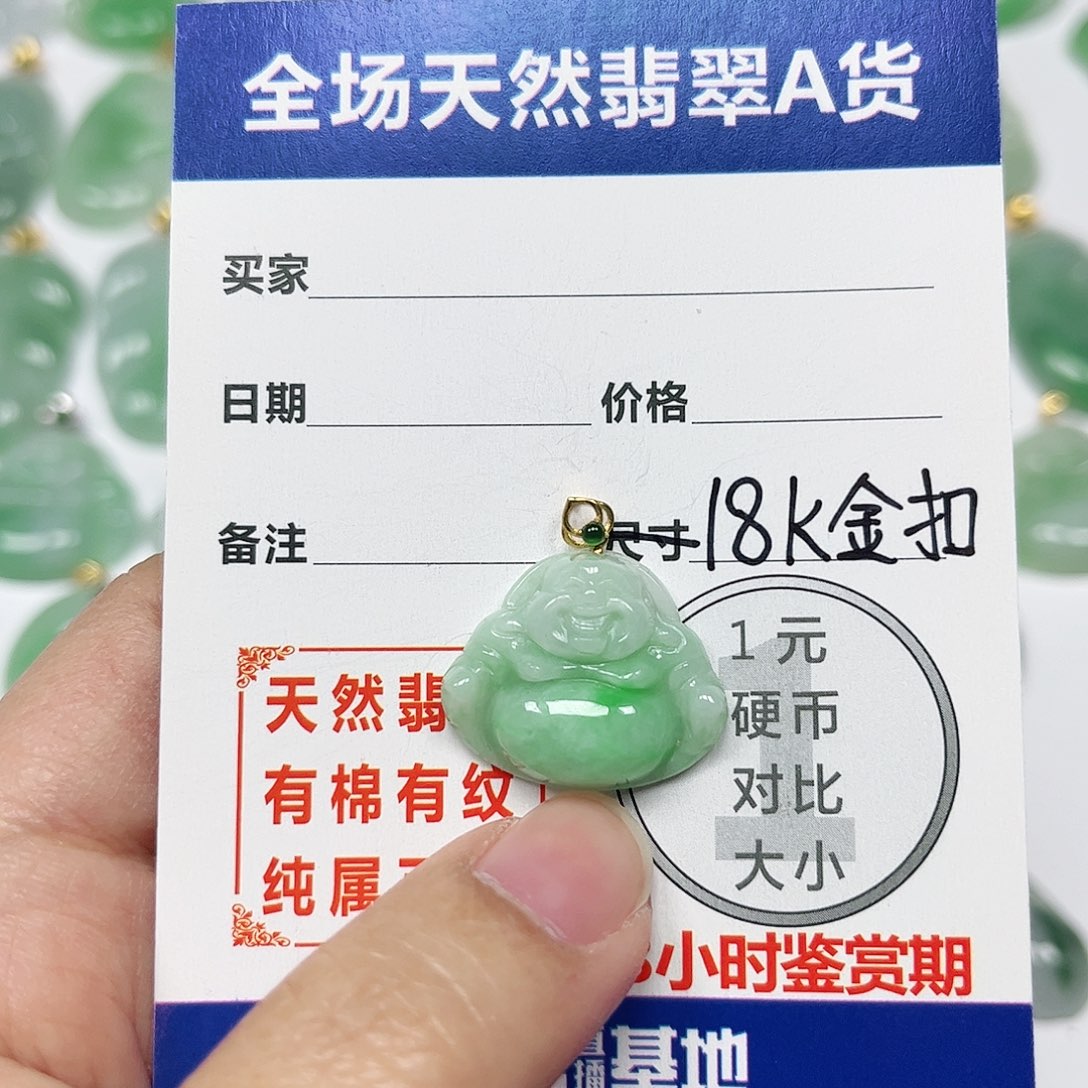 全场天然翡翠A货
买家
日期 价格
备注 尺寸 18K金扣
天然翡
有棉有纹
纯属
1元
硬币
对比
大小
小时鉴赏期
直播基地